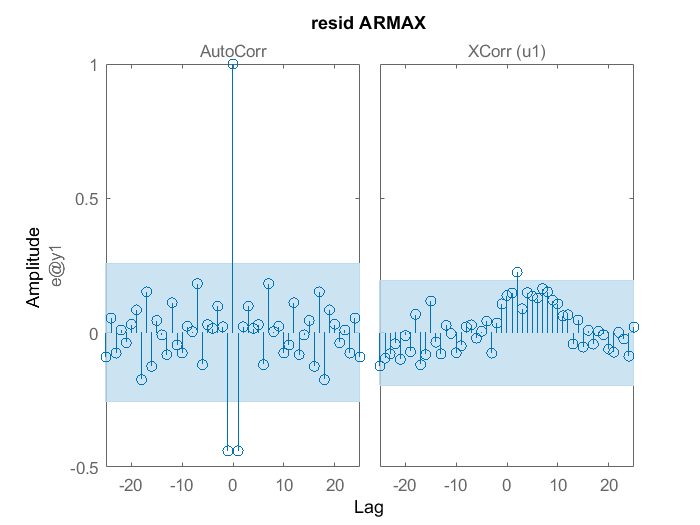 resid ARMAX
AutoCorr
XCorr (u1)
Amplitude
e@y1
1
0.5
0
-0.5
-20 -10 0 10 20
-20 -10 0 10 20
Lag